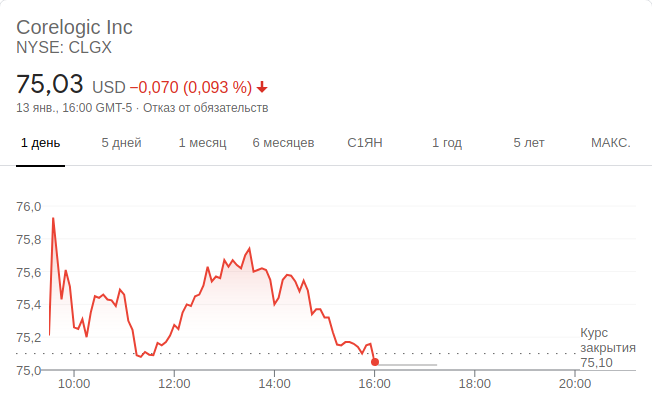 Corelogic Inc
NYSE: CLGX
75,03 USD −0,070 (0,093 %)
13 янв., 16:00 GMT-5 · Отказ от обязательств
1 день 5 дней 1 месяц 6 месяцев С1ЯН 1 год 5 лет МАКС.
76,0
75,8
75,6
75,4
75,2
75,0
Курс
закрытия
75,10
10:00 12:00 14:00 16:00 18:00 20:00